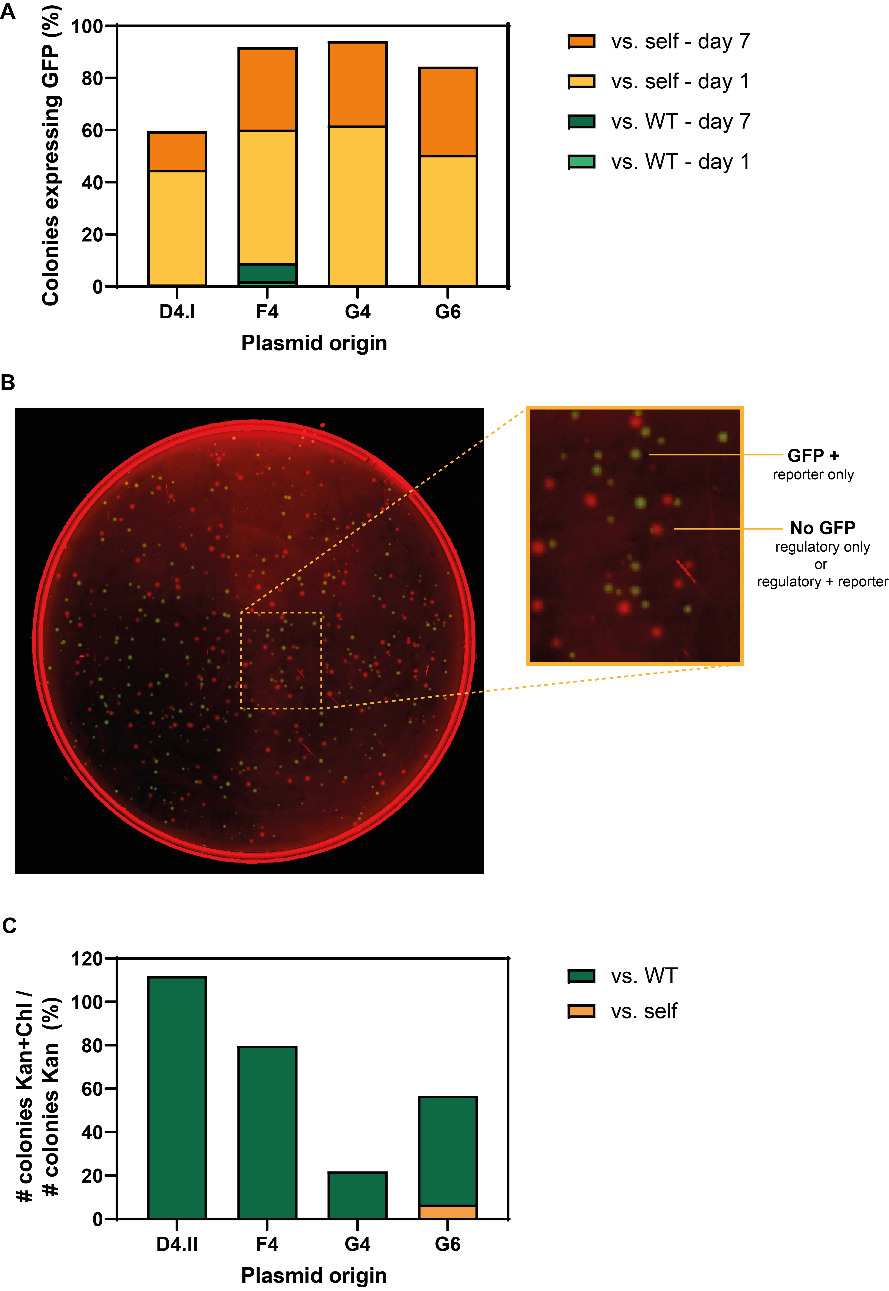 A
Colonies expressing GFP (%)
100
80
60
40
20
0
D4.I F4 G4 G6
Plasmid origin
vs. self - day 7
vs. self - day 1
vs. WT - day 7
vs. WT - day 1
B
GFP +
reporter only
No GFP
regulatory only
or
regulatory + reporter
C
# colonies Kan+Chl /
# colonies Kan (%)
120
100
80
60
40
20
0
D4.II F4 G4 G6
Plasmid origin
vs. WT
vs. self